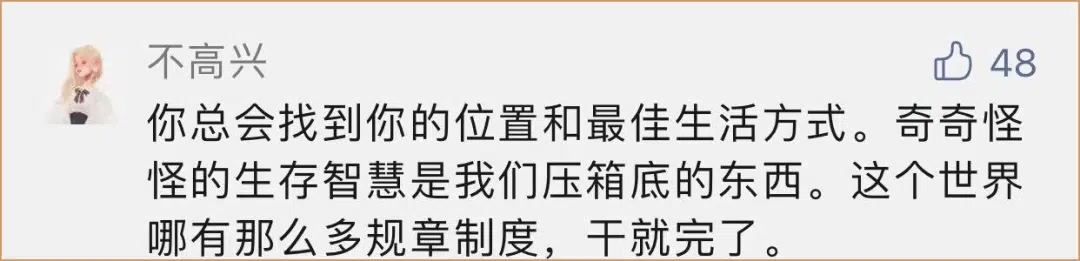 不高兴
48
你总会找到你的位置和最佳生活方式。奇奇怪
怪的生存智慧是我们压箱底的东西。这个世界
哪有那么多规章制度，干就完了。